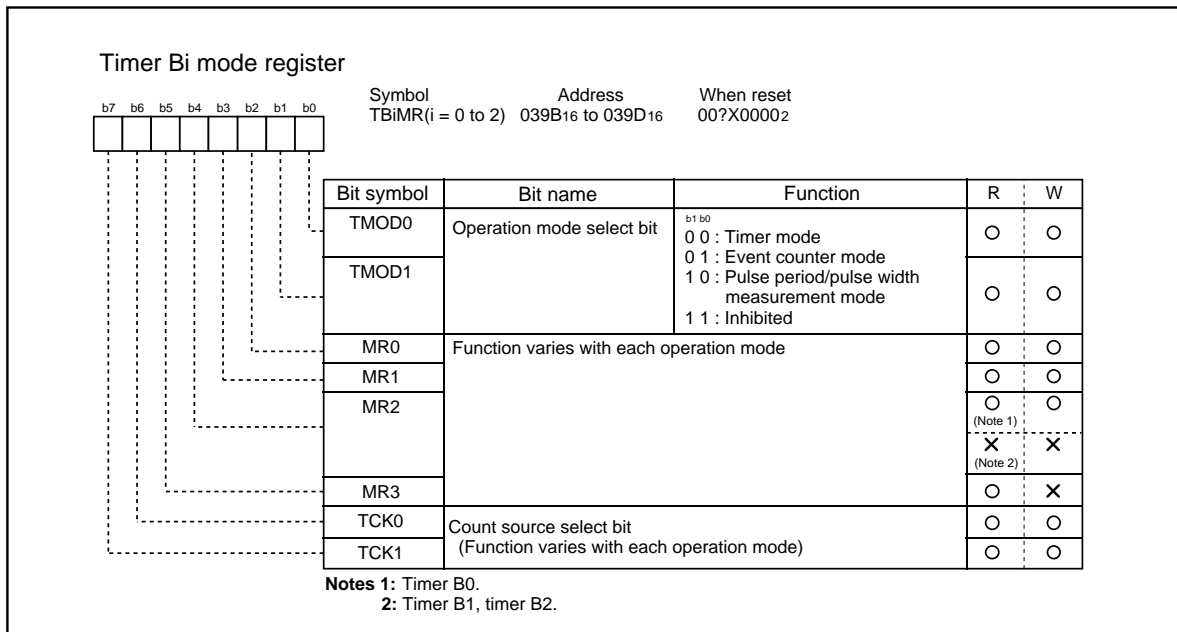 Timer Bi mode register
Symbol Address When reset
TBiMR(i = 0 to 2) 039B16 to 039D16 00?X00002
b7 b6 b5 b4 b3 b2 b1 b0
Bit symbol Bit name Function R W
TMOD0 Operation mode select bit b1 b0
0 0 : Timer mode
0 1 : Event counter mode
TMOD1 1 0 : Pulse period/pulse width
measurement mode
1 1 : Inhibited
MR0 Function varies with each operation mode
MR1
MR2
(Note 1)
(Note 2)
MR3
TCK0 Count source select bit
TCK1 (Function varies with each operation mode)
Notes 1: Timer B0.
2: Timer B1, timer B2.